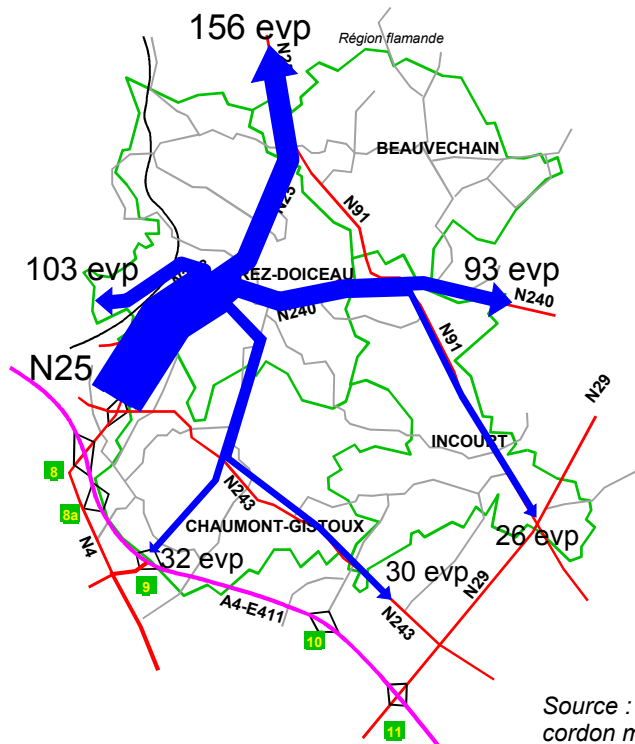 156 evp
Région flamande
BEAUVECHAIN
N91
N25
103 evp
REZ-DOICEAU
93 evp
N240
N240
N91
N25
N29
INCOURT
8
N243
8a
CHAUMONT-GISTOUX
N4
32 evp
26 evp
30 evp
9
N29
A4-E411
N243
10
11
Source :
cordon m